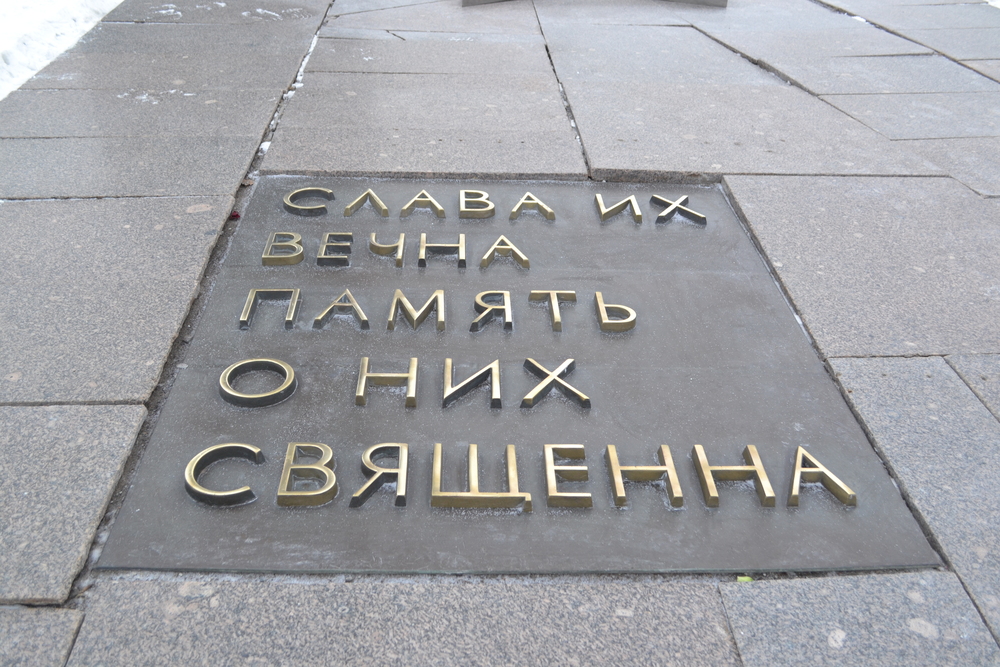 СЛАВА ИХ
ВЕЧНА
ПАМЯТЬ
О НИХ
СВЯЩЕННА